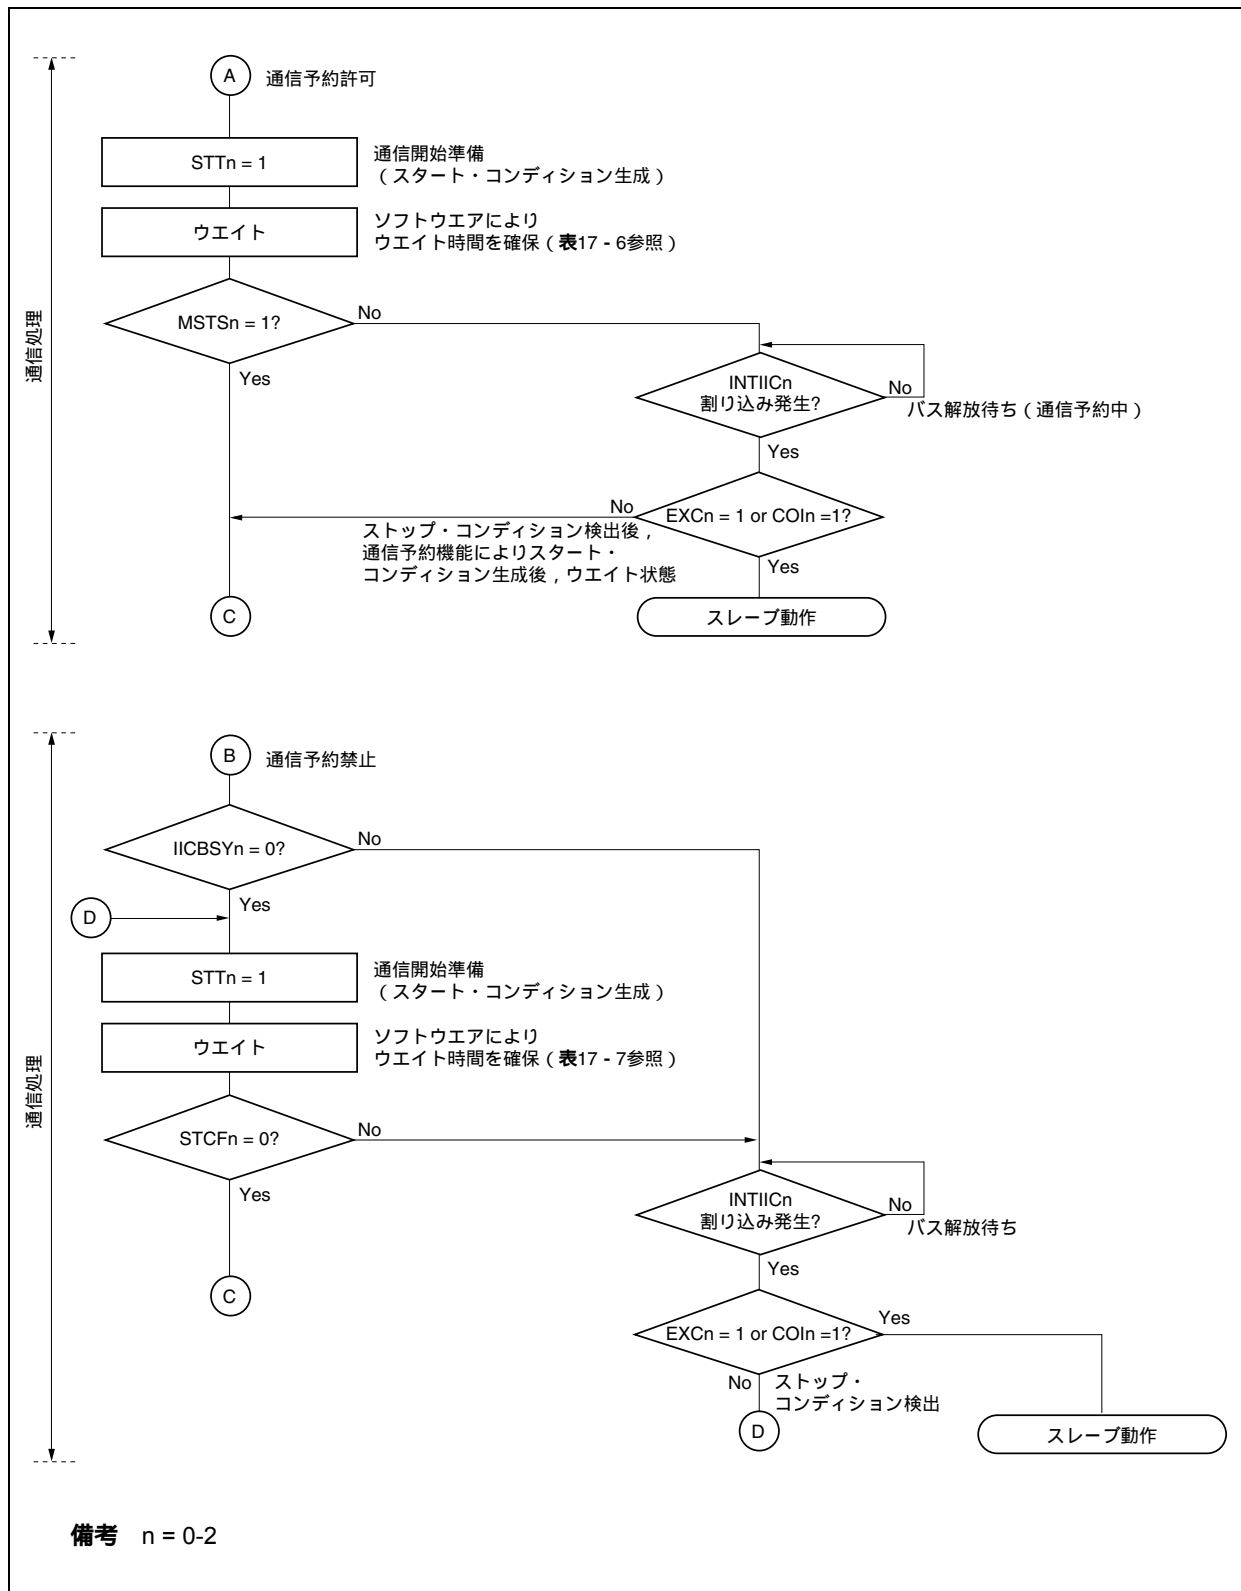 A 通信予約許可
STTn = 1
通信開始準備
（スタート・コンディション生成）
ウエイト
ソフトウエアにより
ウエイト時間を確保（表17 - 6参照）
MSTSn = 1?
No
Yes
INTIICn
割り込み発生?
No
バス解放待ち（通信予約中）
Yes
EXCn = 1 or COIn =1?
No
ストップ・コンディション検出後，
通信予約機能によりスタート・
コンディション生成後，ウエイト状態
Yes
C
スレーブ動作
通信処理
B 通信予約禁止
IICBSYn = 0?
No
Yes
D
STTn = 1
通信開始準備
（スタート・コンディション生成）
ウエイト
ソフトウエアにより
ウエイト時間を確保（表17 - 7参照）
STCFn = 0?
No
Yes
INTIICn
割り込み発生?
No
バス解放待ち
Yes
C
EXCn = 1 or COIn =1?
Yes
No
ストップ・
コンディション検出
D
スレーブ動作
通信処理
備考 n = 0-2